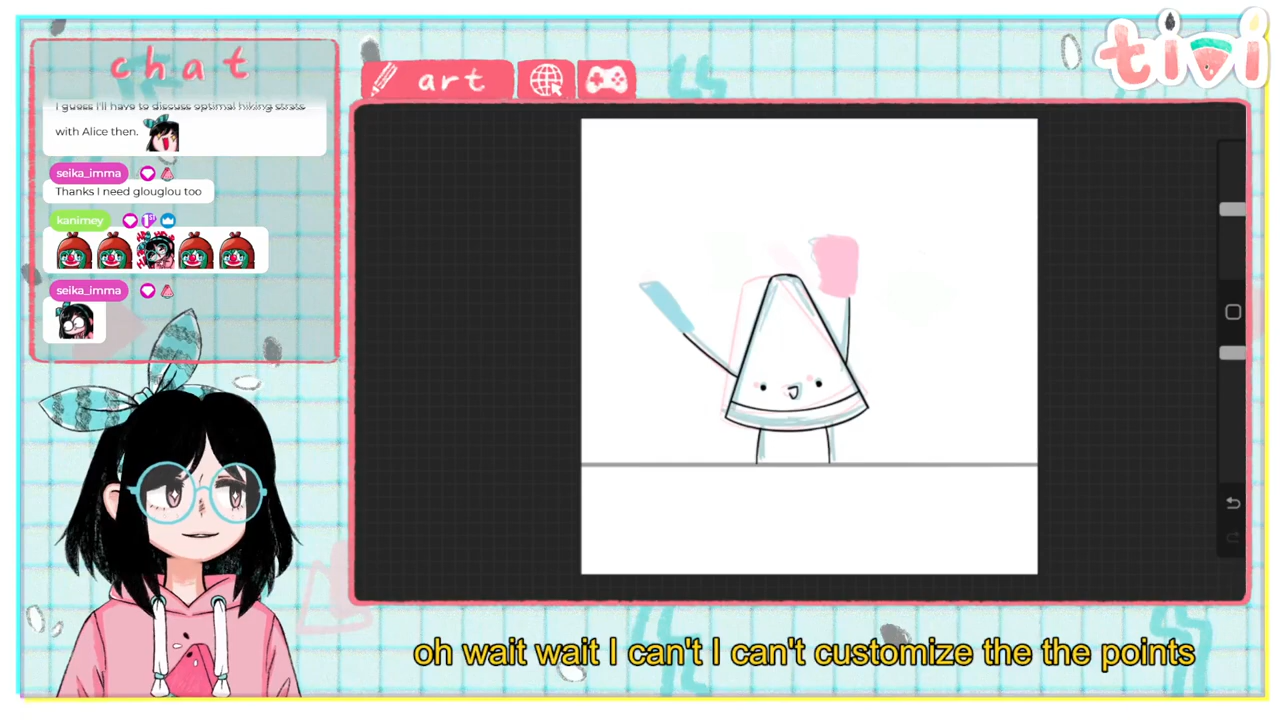 chat
tivi
art
I guess I'll have to discuss optimal hiking strats
with Alice then.
seika_imma
Thanks I need glouglou too
kanimey
seika_imma
oh wait wait I can't I can't customize the the points